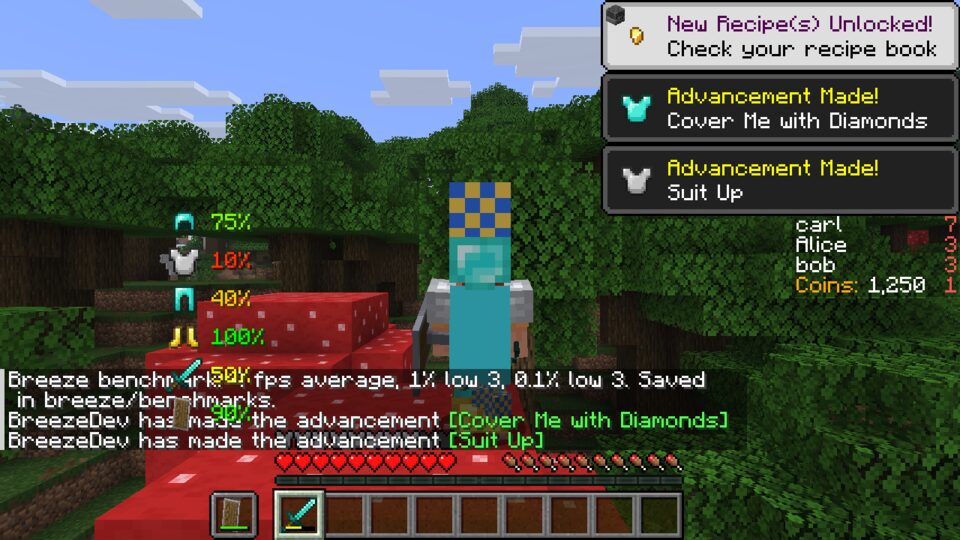 New Recipe(s) Unlocked!
Check your recipe book
Advancement Made!
Cover Me with Diamonds
Advancement Made!
Suit Up
carl 7
Alice 3
bob 3
Coins: 1,250 1
75%
10%
40%
100%
50%
90%
Breeze benchmark: fps average, 1% low 3, 0.1% low 3. Saved
in breeze/benchmarks.
BreezeDev has made the advancement [Cover Me with Diamonds]
BreezeDev has made the advancement [Suit Up]